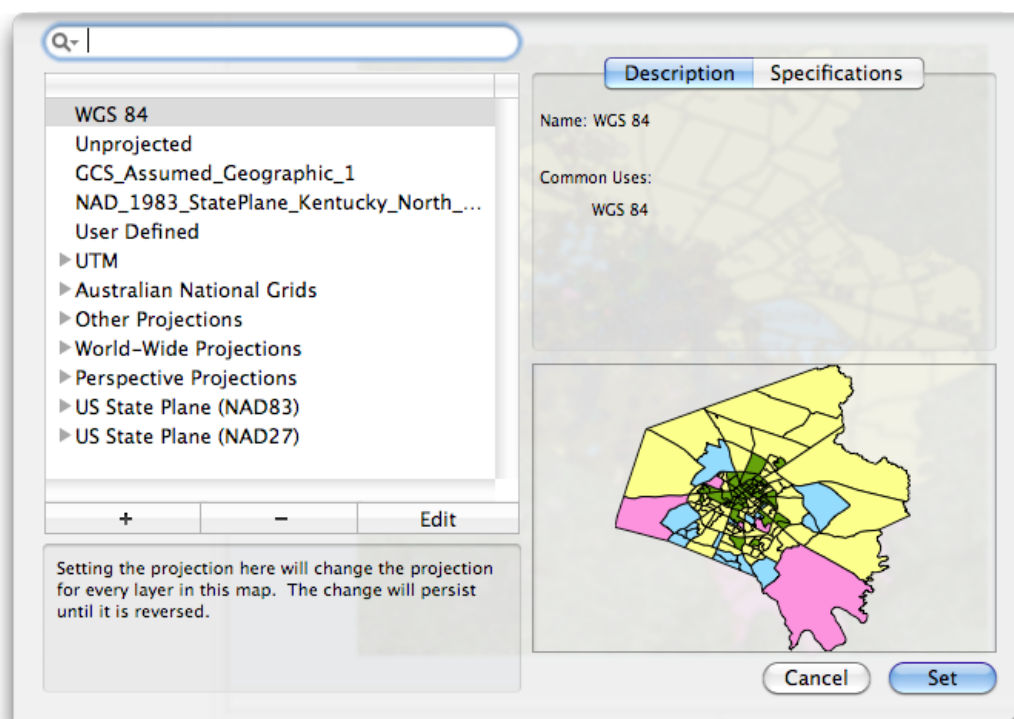 WGS 84
Unprojected
GCS_Assumed_Geographic_1
NAD_1983_StatePlane_Kentucky_North_...
User Defined
UTM
Australian National Grids
Other Projections
World-Wide Projections
Perspective Projections
US State Plane (NAD83)
US State Plane (NAD27)
+ − Edit
Setting the projection here will change the projection
for every layer in this map. The change will persist
until it is reversed.
Description Specifications
Name: WGS 84
Common Uses:
WGS 84
Cancel Set